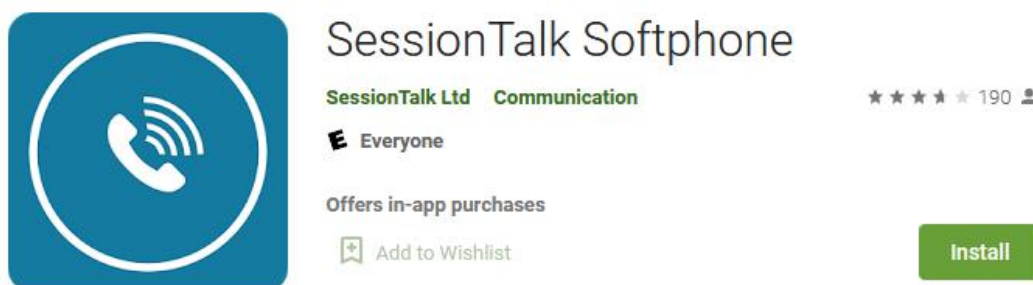 SessionTalk Softphone
SessionTalk Ltd Communication 190
E Everyone
Offers in-app purchases
Add to Wishlist
Install